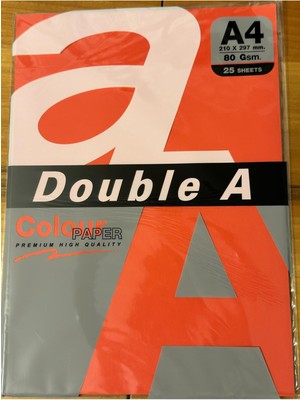 a
A4
210 X 297 mm.
80 Gsm.
25 SHEETS
Double A
Colour
PAPER
PREMIUM HIGH QUALITY
A